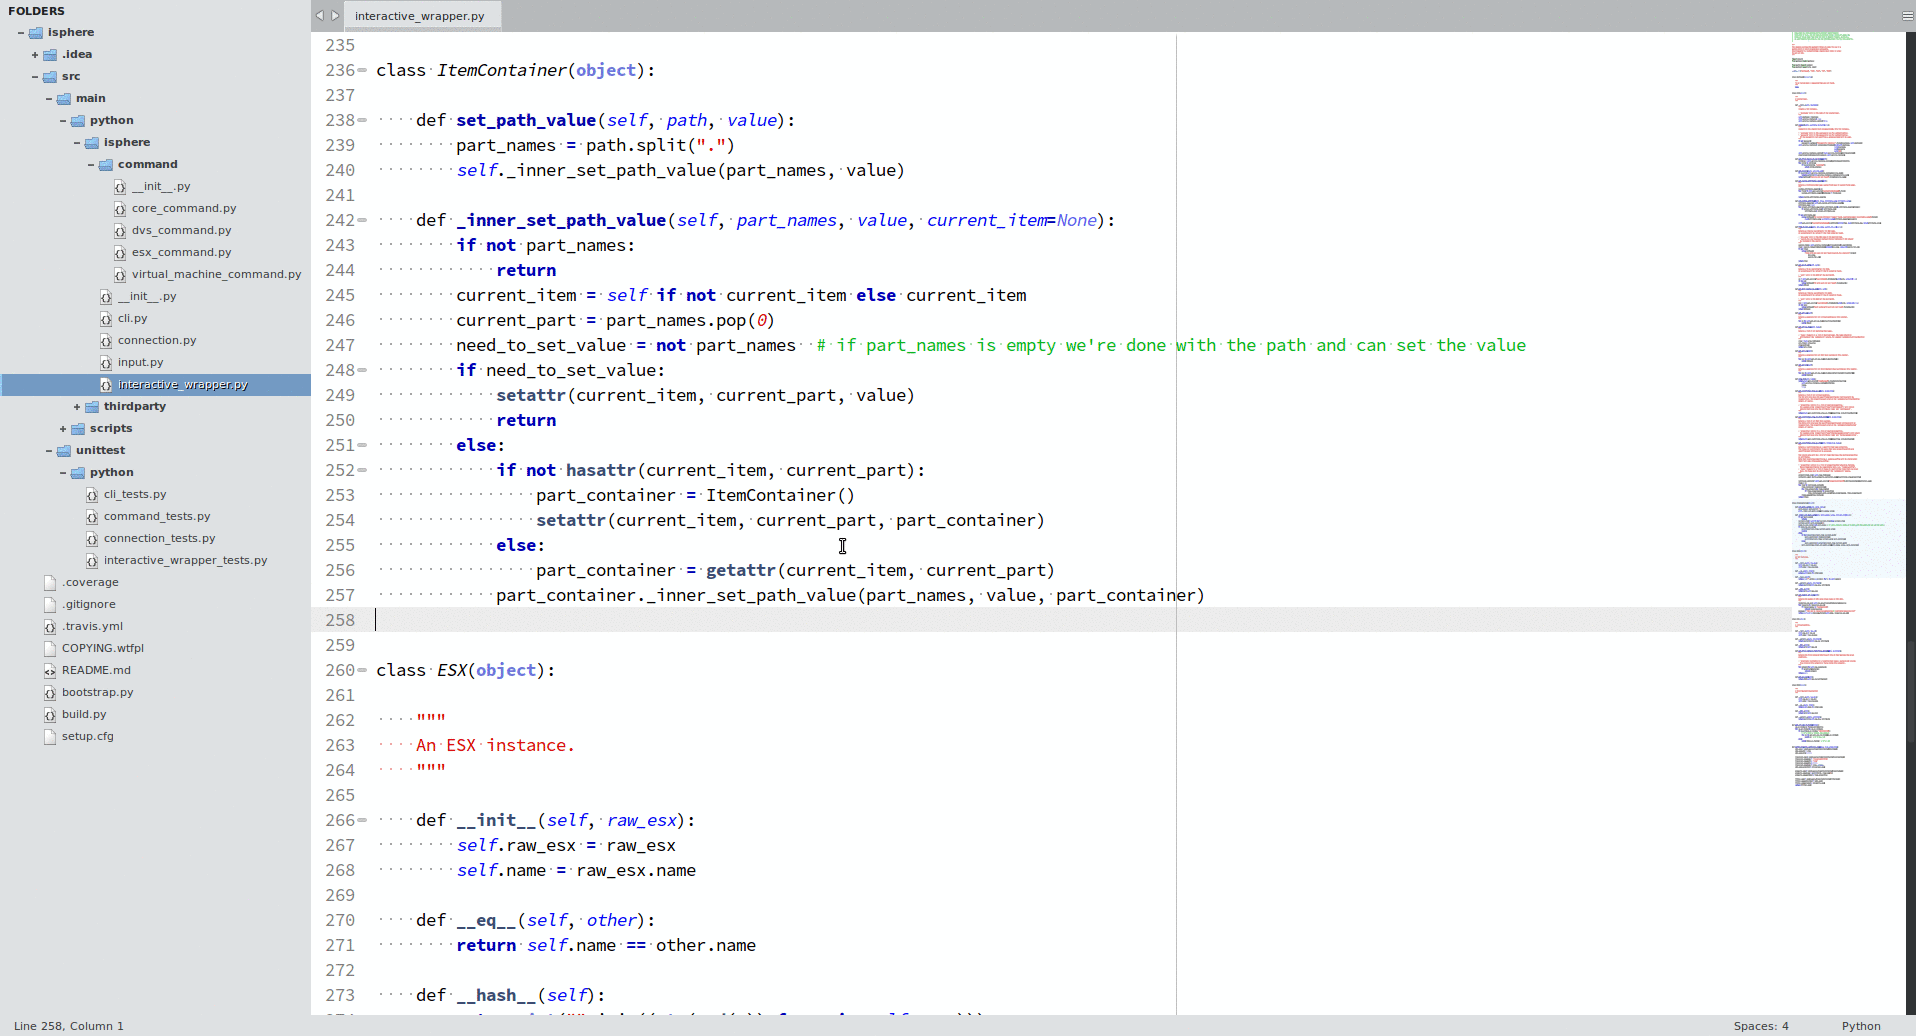 FOLDERS
isphere
.idea
src
main
python
isphere
command
__init__.py
core_command.py
dvs_command.py
esx_command.py
virtual_machine_command.py
__init__.py
cli.py
connection.py
input.py
interactive_wrapper.py
thirdparty
scripts
unittest
python
cli_tests.py
command_tests.py
connection_tests.py
interactive_wrapper_tests.py
.coverage
.gitignore
.travis.yml
COPYING.wtfpl
README.md
bootstrap.py
build.py
setup.cfg
interactive_wrapper.py
235
236 class ItemContainer(object):
237
238     def set_path_value(self, path, value):
239         part_names = path.split(".")
240         self._inner_set_path_value(part_names, value)
241
242     def _inner_set_path_value(self, part_names, value, current_item=None):
243         if not part_names:
244             return
245         current_item = self if not current_item else current_item
246         current_part = part_names.pop(0)
247         need_to_set_value = not part_names  # if part_names is empty we're done with the path and can set the value
248         if need_to_set_value:
249             setattr(current_item, current_part, value)
250             return
251         else:
252             if not hasattr(current_item, current_part):
253                 part_container = ItemContainer()
254                 setattr(current_item, current_part, part_container)
255             else:
256                 part_container = getattr(current_item, current_part)
257             part_container._inner_set_path_value(part_names, value, part_container)
258
259
260 class ESX(object):
261
262     """
263     An ESX instance.
264     """
265
266     def __init__(self, raw_esx):
267         self.raw_esx = raw_esx
268         self.name = raw_esx.name
269
270     def __eq__(self, other):
271         return self.name == other.name
272
273     def __hash__(self):
Line 258, Column 1
Spaces: 4
Python